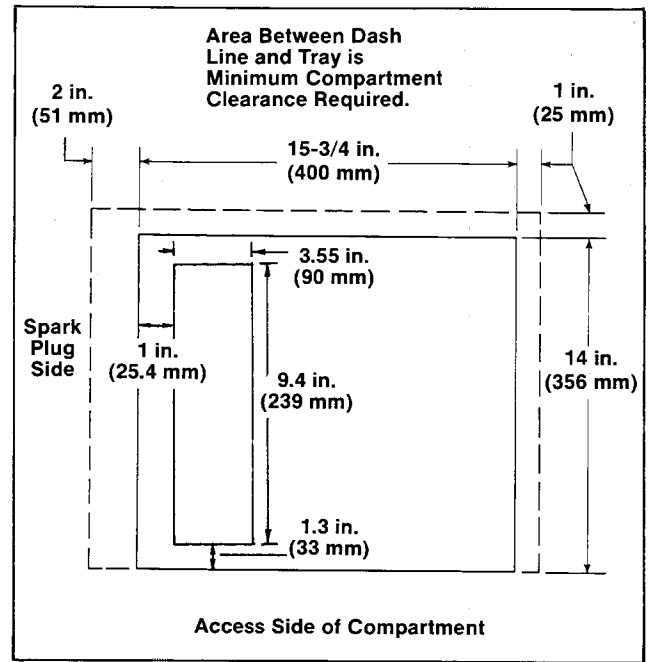 Area Between Dash
Line and Tray is
Minimum Compartment
Clearance Required.
2 in.
(51 mm)
1 in.
(25 mm)
15-3/4 in.
(400 mm)
3.55 in.
(90 mm)
Spark
Plug
Side
1 in.
(25.4 mm)
9.4 in.
(239 mm)
14 in.
(356 mm)
1.3 in.
(33 mm)
Access Side of Compartment